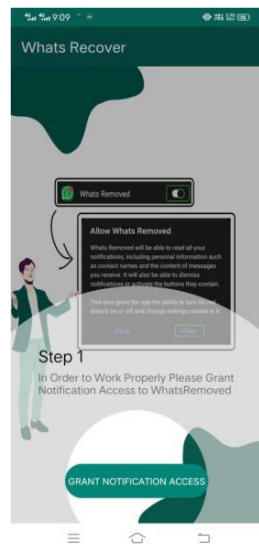 9:09
Whats Recover
Whats Removed
Allow Whats Removed
Whats Removed will be able to read all your
notifications, including personal information such
as contact names and the content of messages
you receive. It will also be able to dismiss
notifications or activate the buttons they contain.
This also gives the app the ability to turn Do not
disturb on or off and change settings related to it.
Deny Allow
Step 1
In Order to Work Properly Please Grant
Notification Access to WhatsRemoved
GRANT NOTIFICATION ACCESS